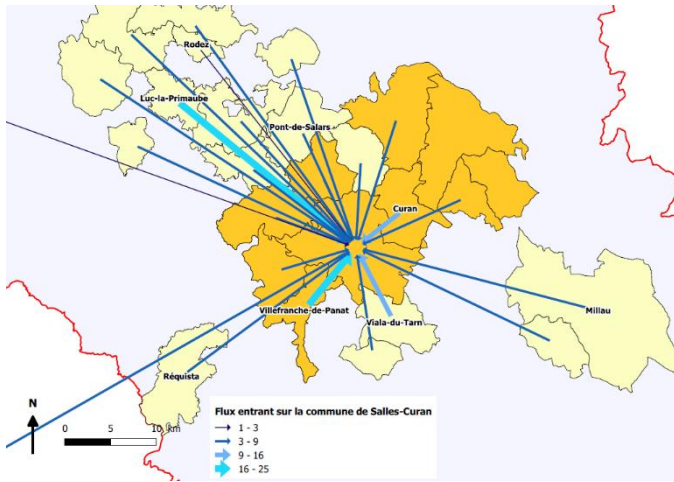 Rodez
Luc-la-Primaube
Pont-de-Salars
Curan
Villefranche-de-Panat
Viala-du-Tarn
Millau
Réquista
N
0 5 10 km
Flux entrant sur la commune de Salles-Curan
1 - 3
3 - 9
9 - 16
16 - 25